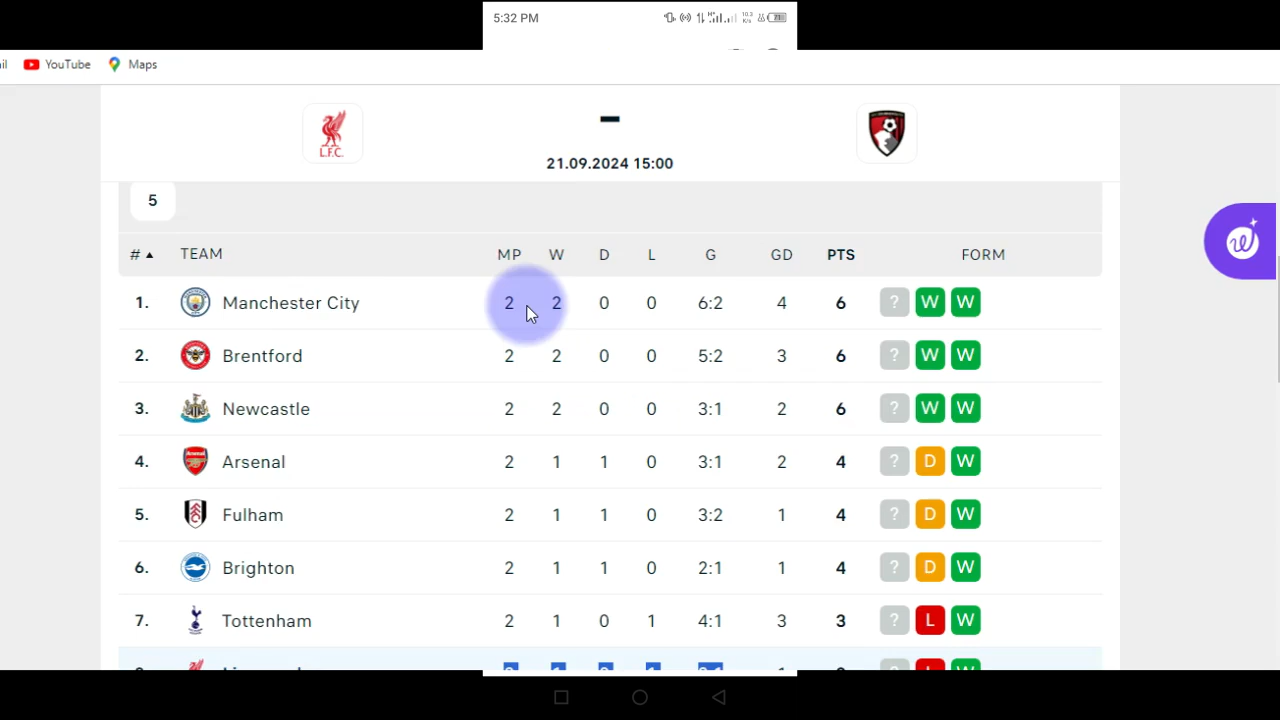 5:32 PM
YouTube Maps
L.F.C.
21.09.2024 15:00
5
# TEAM MP W D L G GD PTS FORM
1. Manchester City 2 2 0 0 6:2 4 6 ? W W
2. Brentford 2 2 0 0 5:2 3 6 ? W W
3. Newcastle 2 2 0 0 3:1 2 6 ? W W
4. Arsenal 2 1 1 0 3:1 2 4 ? D W
5. Fulham 2 1 1 0 3:2 1 4 ? D W
6. Brighton 2 1 1 0 2:1 1 4 ? D W
7. Tottenham 2 1 0 1 4:1 3 3 ? L W